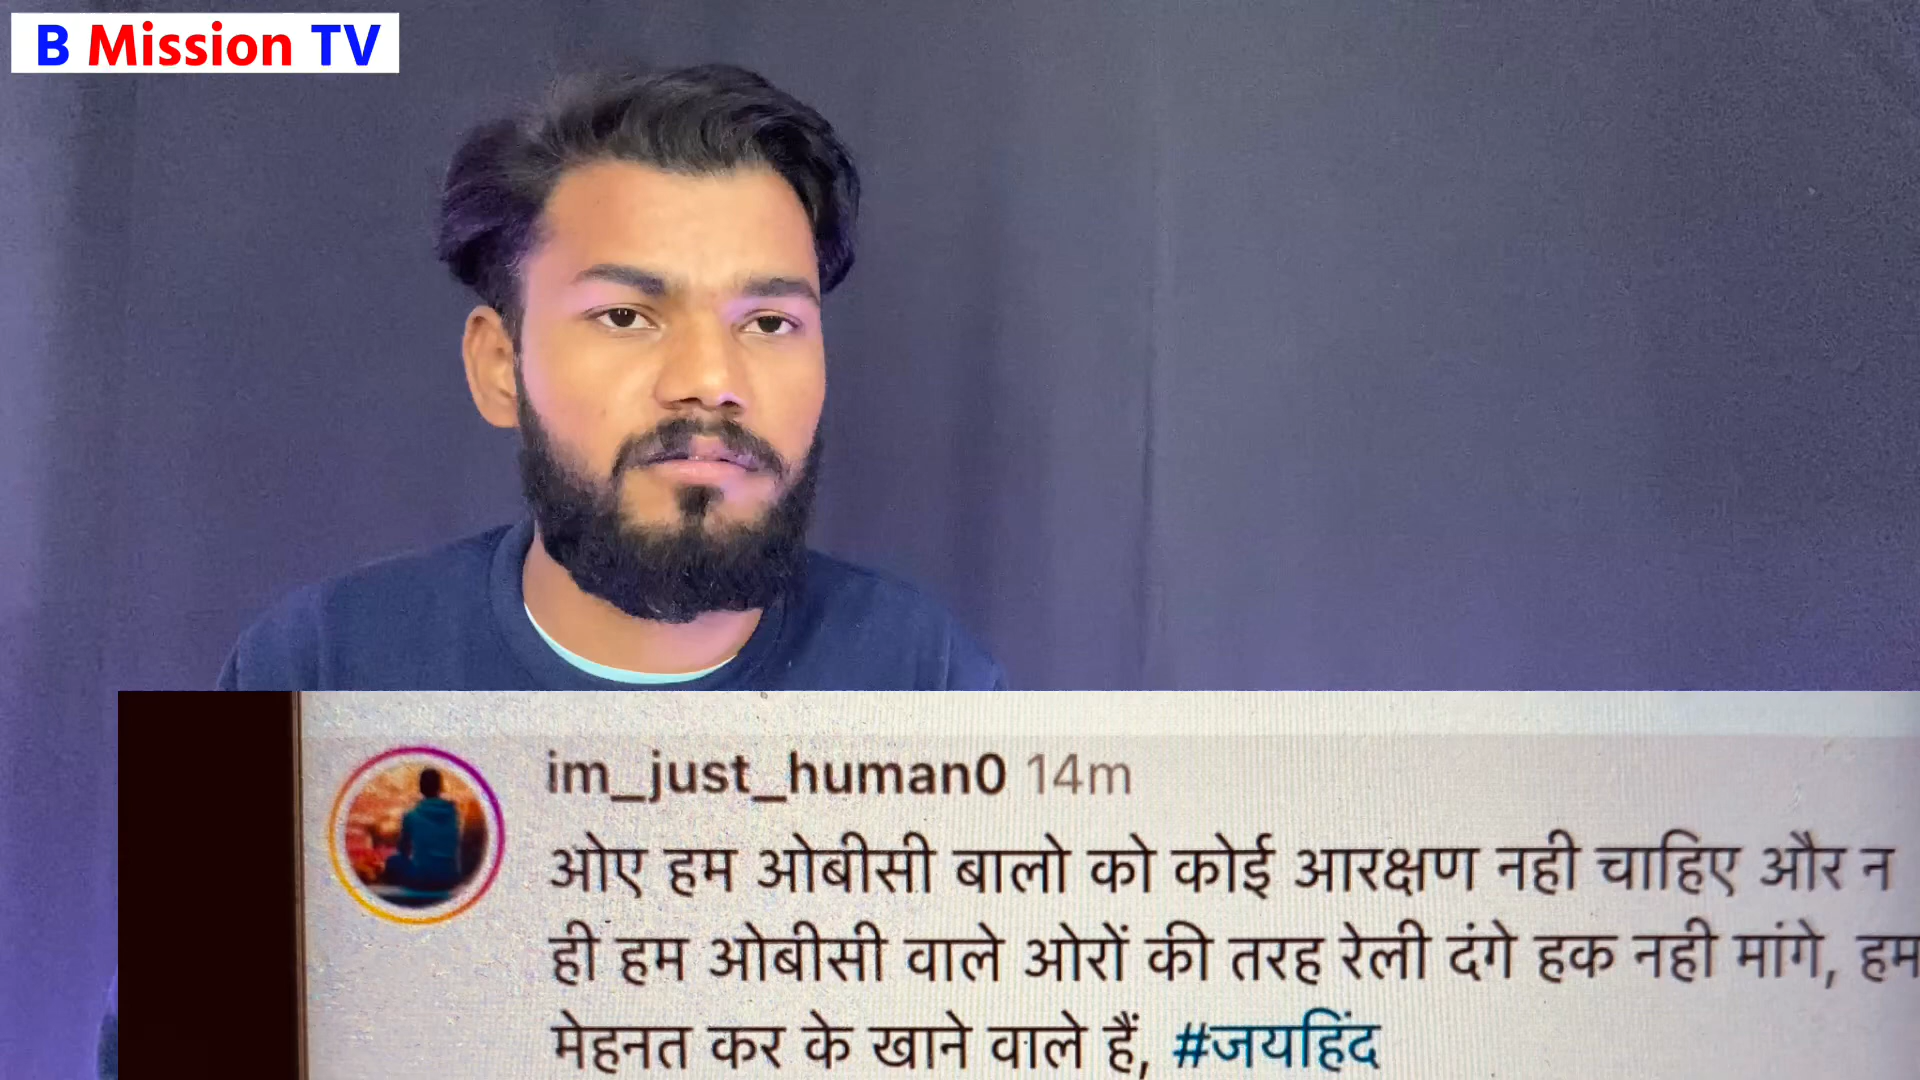 B Mission TV
im_just_human0 14m
ओए हम ओबीसी बालो को कोई आरक्षण नही चाहिए और न
ही हम ओबीसी वाले ओरों की तरह रेली दंगे हक नही मांगे, हम
मेहनत कर के खाने वाले हैं, #जयहिंद